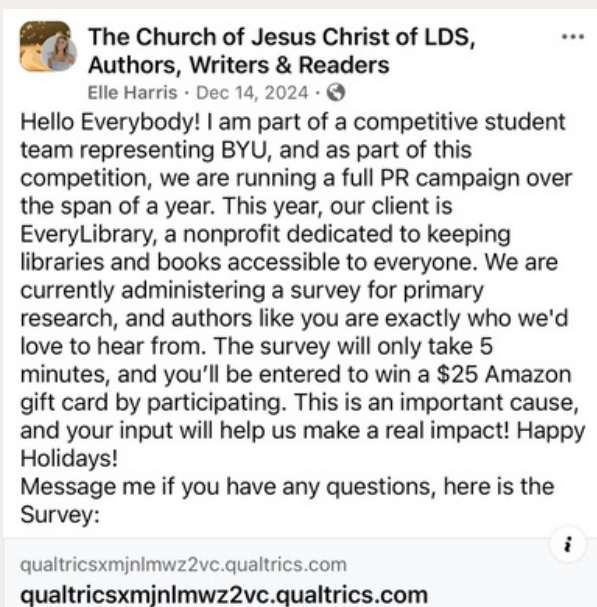 The Church of Jesus Christ of LDS,
Authors, Writers & Readers
Elle Harris · Dec 14, 2024 ·
Hello Everybody! I am part of a competitive student
team representing BYU, and as part of this
competition, we are running a full PR campaign over
the span of a year. This year, our client is
EveryLibrary, a nonprofit dedicated to keeping
libraries and books accessible to everyone. We are
currently administering a survey for primary
research, and authors like you are exactly who we'd
love to hear from. The survey will only take 5
minutes, and you’ll be entered to win a $25 Amazon
gift card by participating. This is an important cause,
and your input will help us make a real impact! Happy
Holidays!
Message me if you have any questions, here is the
Survey:
qualtricsxmjnlmwz2vc.qualtrics.com
qualtricsxmjnlmwz2vc.qualtrics.com